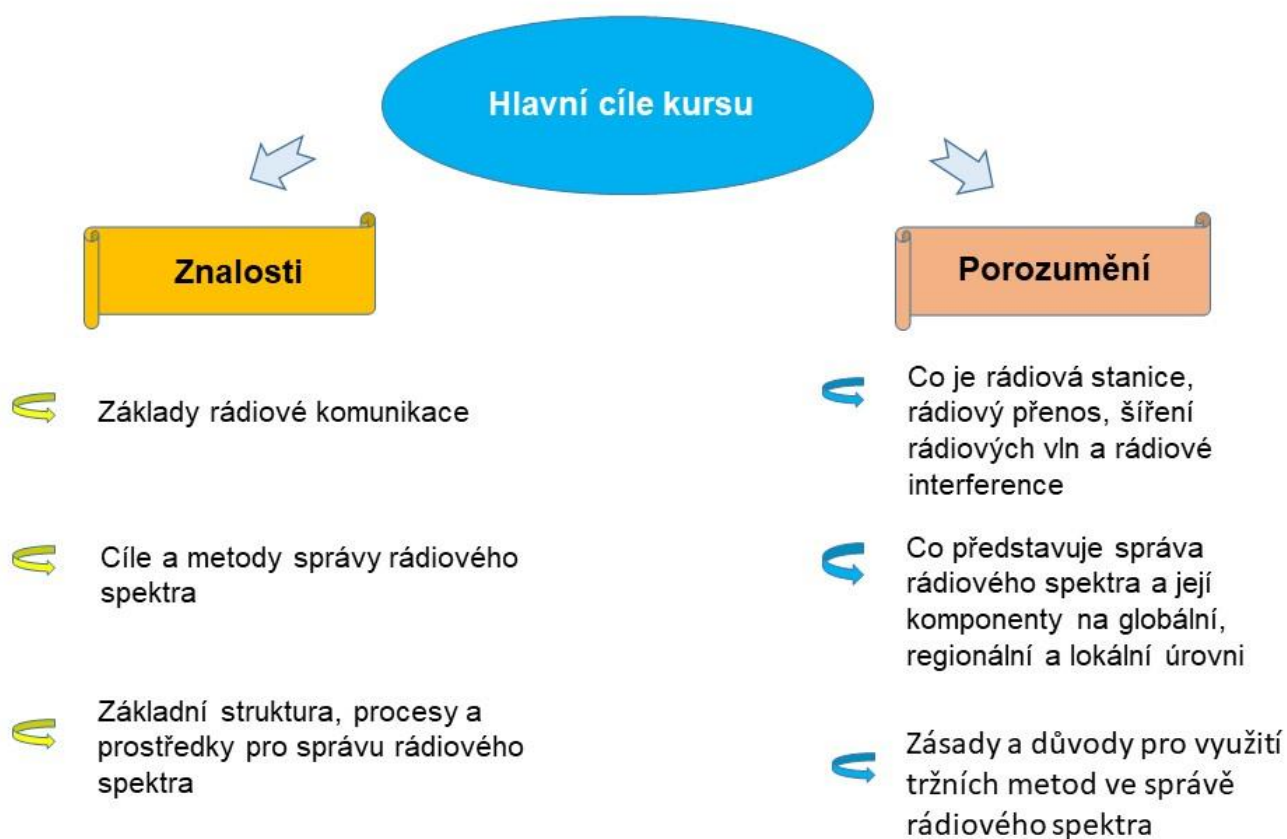 Hlavní cíle kursu
Znalosti
Základy rádiové komunikace
Cíle a metody správy rádiového
spektra
Základní struktura, procesy a
prostředky pro správu rádiového
spektra
Porozumění
Co je rádiová stanice,
rádiový přenos, šíření
rádiových vln a rádiové
interference
Co představuje správa
rádiového spektra a její
komponenty na globální,
regionální a lokální úrovni
Zásady a důvody pro využití
tržních metod ve správě
rádiového spektra